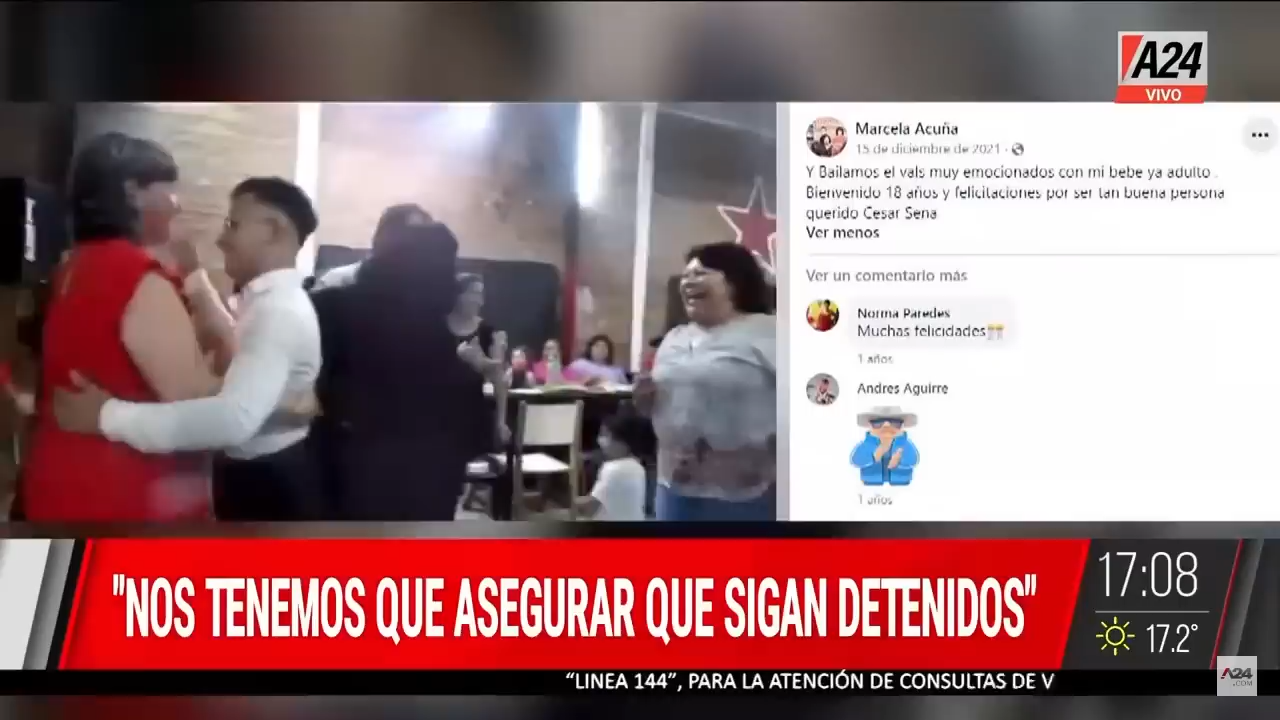 A24
VIVO
Marcela Acuña
15 de diciembre de 2021
Y Bailamos el vals muy emocionados con mi bebe ya adulto .
Bienvenido 18 años y felicitaciones por ser tan buena persona
querido Cesar Sena
Ver menos
Ver un comentario más
Norma Paredes
Muchas felicidades
1 años
Andres Aguirre
1 años
"NOS TENEMOS QUE ASEGURAR QUE SIGAN DETENIDOS"
17:08
17.2°
"LINEA 144", PARA LA ATENCIÓN DE CONSULTAS DE V
A24
.COM